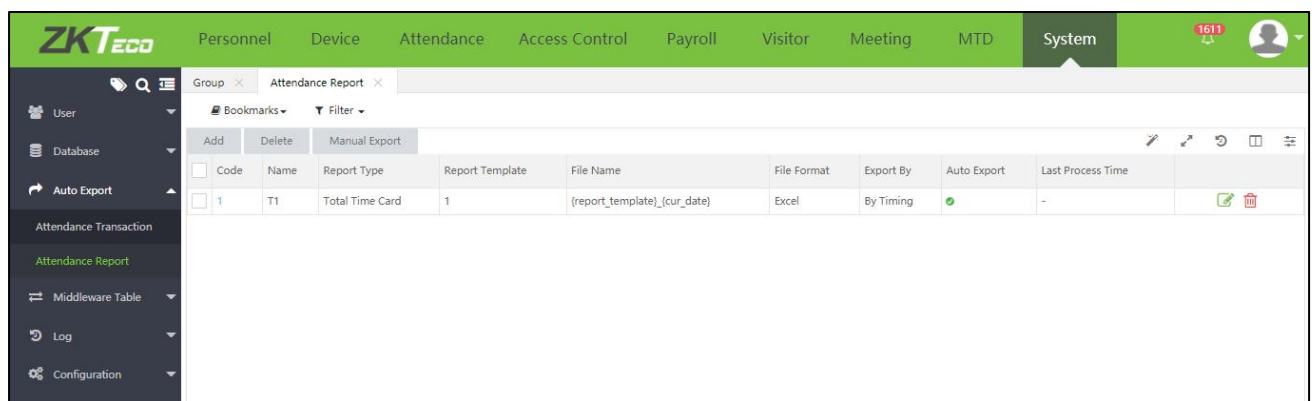 ZKTeco Personnel Device Attendance Access Control Payroll Visitor Meeting MTD System 1611
Group Attendance Report
Bookmarks Filter
User
Database
Auto Export
Attendance Transaction
Attendance Report
Middleware Table
Log
Configuration
Add Delete Manual Export
Code Name Report Type Report Template File Name File Format Export By Auto Export Last Process Time
1 T1 Total Time Card 1 {report_template}_{cur_date} Excel By Timing -